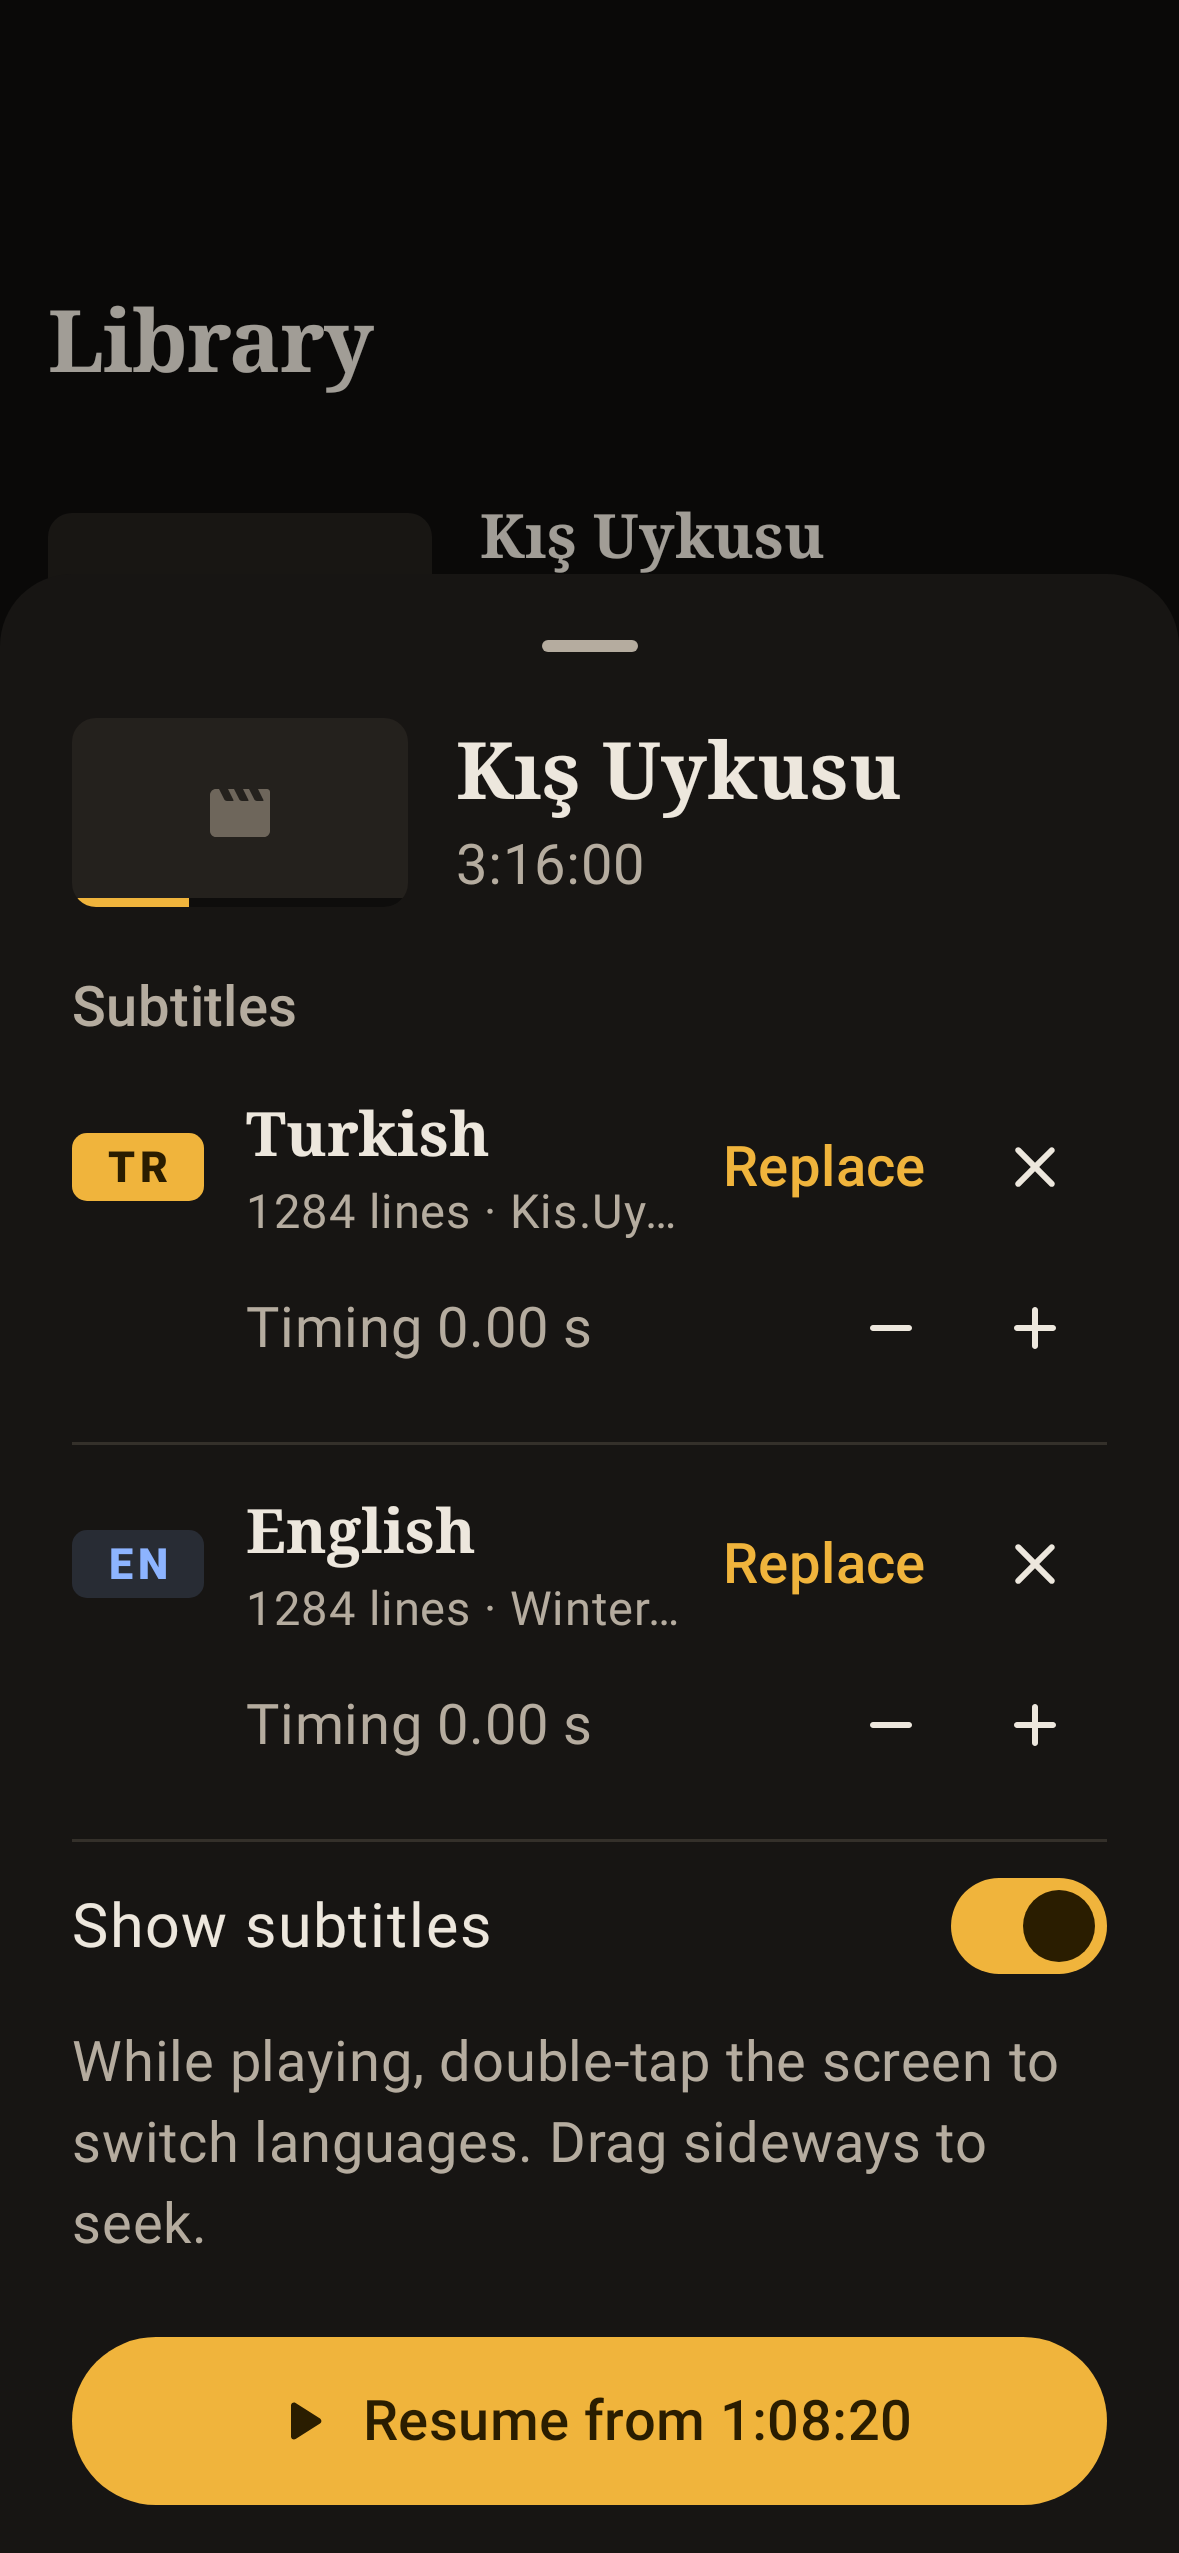 Library
Kış Uykusu
Kış Uykusu
3:16:00
Subtitles
TR
Turkish
Replace
1284 lines · Kis.Uy…
Timing 0.00 s
EN
English
Replace
1284 lines · Winter…
Timing 0.00 s
Show subtitles
While playing, double-tap the screen to
switch languages. Drag sideways to
seek.
Resume from 1:08:20